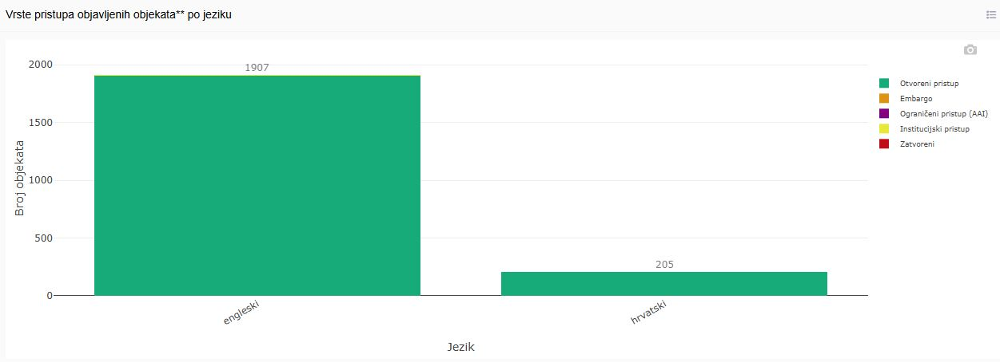 Vrste pristupa objavljenih objekata** po jeziku
2000
1907
Otvoreni pristup
Embargo
Ograničeni pristup (AAI)
Institucijski pristup
Zatvoreni
1500
1000
500
0
205
Broj objekata
engleski
hrvatski
Jezik